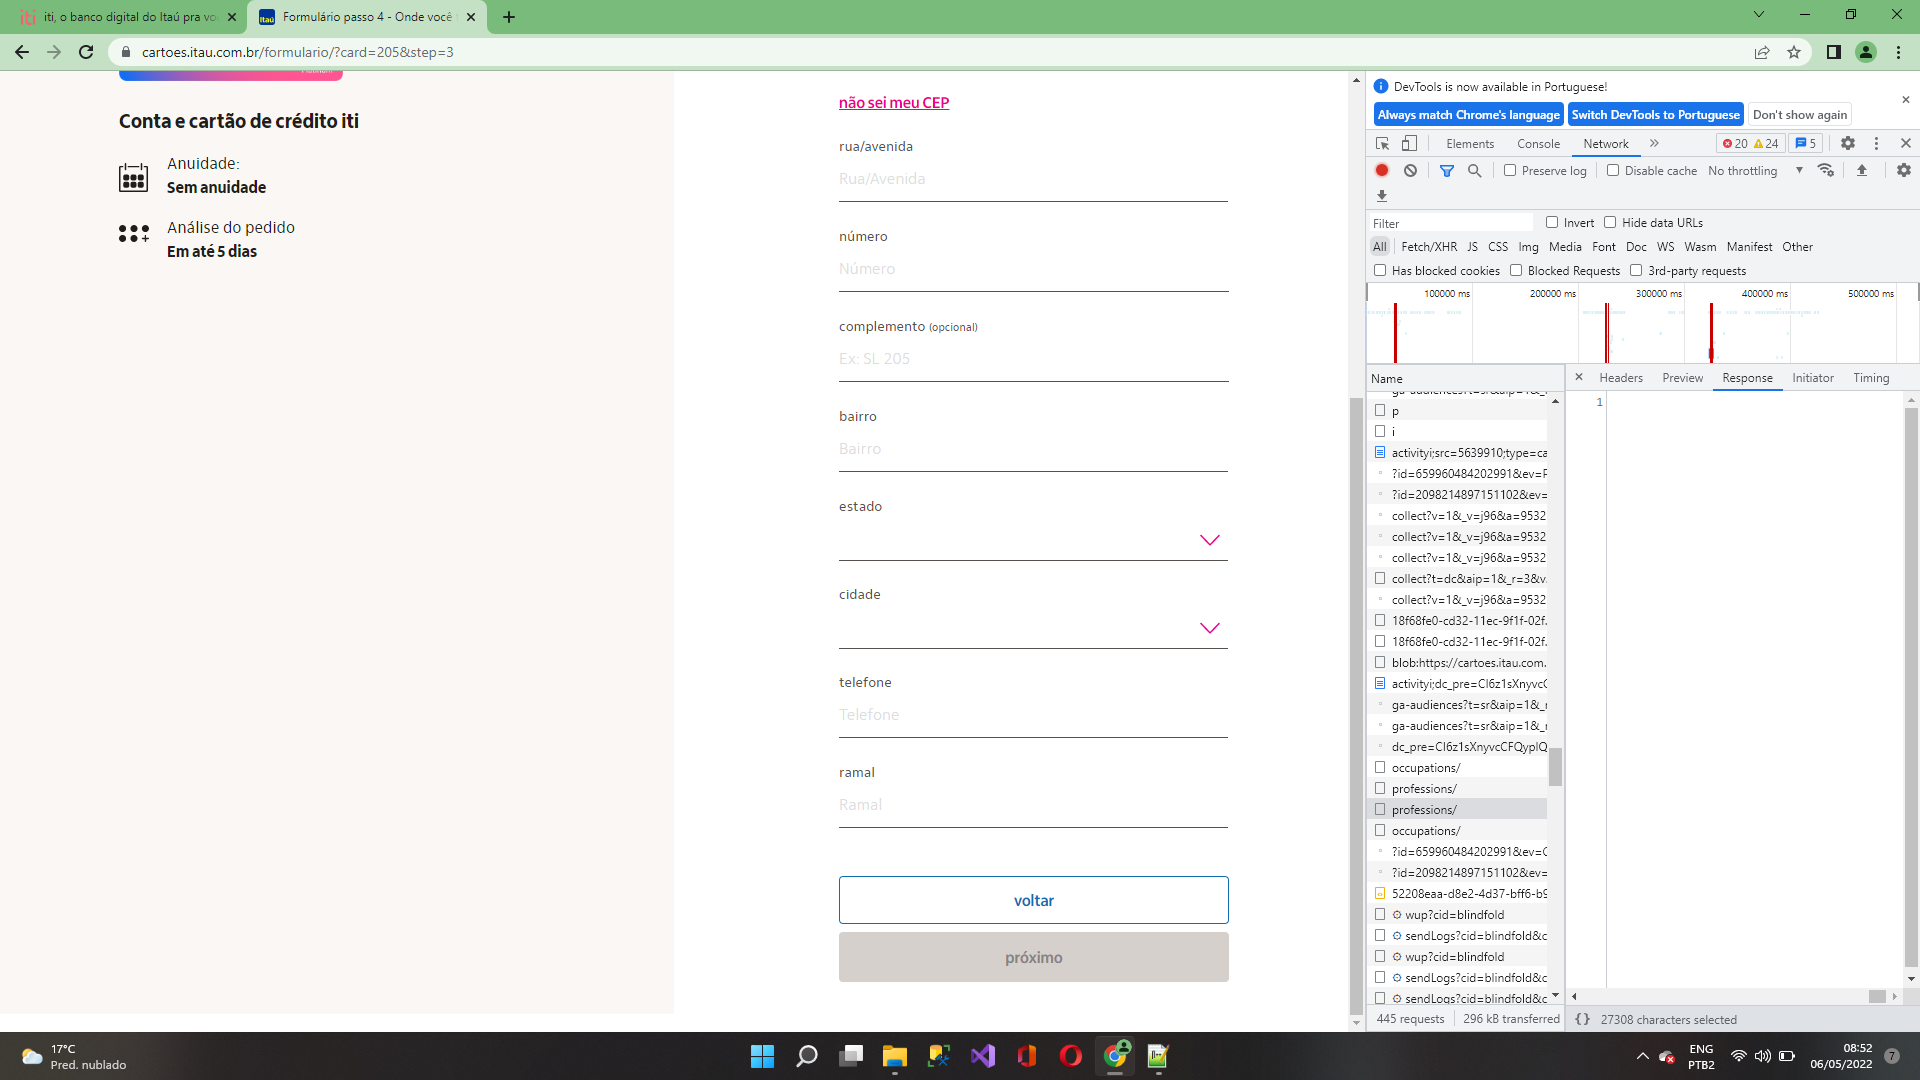 iti, o banco digital do Itaú pra vo
Itaú
Formulário passo 4 - Onde você
cartoes.itau.com.br/formulario/?card=205&step=3
Conta e cartão de crédito iti
Anuidade:
Sem anuidade
Análise do pedido
Em até 5 dias
não sei meu CEP
rua/avenida
Rua/Avenida
número
Número
complemento (opcional)
Ex: SL 205
bairro
Bairro
estado
cidade
telefone
Telefone
ramal
Ramal
voltar
próximo
DevTools is now available in Portuguese!
Always match Chrome's language
Switch DevTools to Portuguese
Don't show again
Elements Console Network 20 24 5
Preserve log Disable cache No throttling
Filter Invert Hide data URLs
All Fetch/XHR JS CSS Img Media Font Doc WS Wasm Manifest Other
Has blocked cookies Blocked Requests 3rd-party requests
100000 ms 200000 ms 300000 ms 400000 ms 500000 ms
Name
Headers Preview Response Initiator Timing
1
p
i
activityi;src=5639910;type=ca
?id=659960484202991&ev=F
?id=2098214897151102&ev=
collect?v=1&_v=j96&a=9532
collect?v=1&_v=j96&a=9532
collect?v=1&_v=j96&a=9532
collect?t=dc&aip=1&_r=3&v
collect?v=1&_v=j96&a=9532
18f68fe0-cd32-11ec-9f1f-02f.
18f68fe0-cd32-11ec-9f1f-02f.
blob:https://cartoes.itau.com.
activityi;dc_pre=CI6z1sXnyvcC
ga-audiences?t=sr&aip=1&_r
ga-audiences?t=sr&aip=1&_r
dc_pre=CI6z1sXnyvcCFQyplQ
occupations/
professions/
professions/
occupations/
?id=659960484202991&ev=C
?id=2098214897151102&ev=
52208eaa-d8e2-4d37-bff6-b9
wup?cid=blindfold
sendLogs?cid=blindfold&c
wup?cid=blindfold
sendLogs?cid=blindfold&c
sendLogs?cid=blindfold&c
445 requests 296 kB transferred
{} 27308 characters selected
17°C
Pred. nublado
ENG
PTB2
08:52
06/05/2022
7